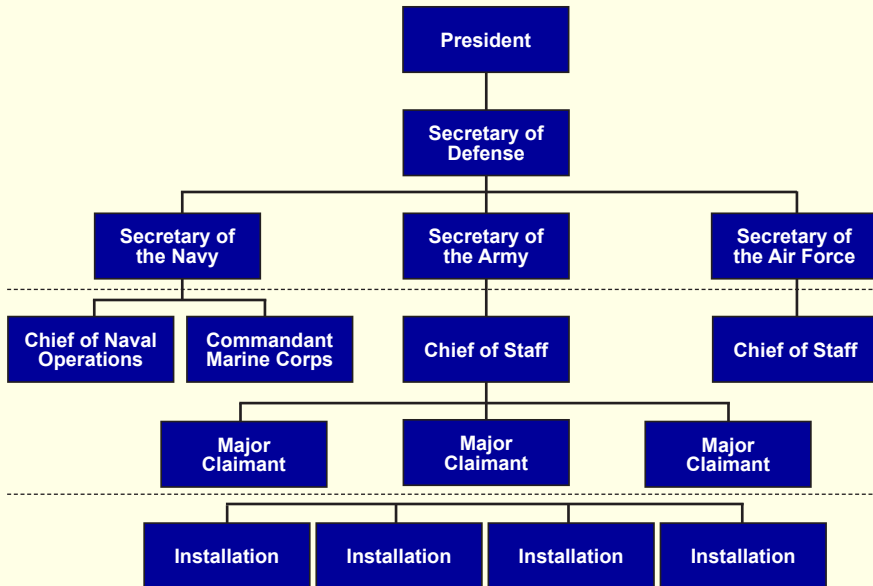 President
Secretary of
Defense
Secretary of
the Navy
Secretary of
the Army
Secretary of
the Air Force
Chief of Naval
Operations
Commandant
Marine Corps
Chief of Staff
Chief of Staff
Major
Claimant
Major
Claimant
Major
Claimant
Installation
Installation
Installation
Installation